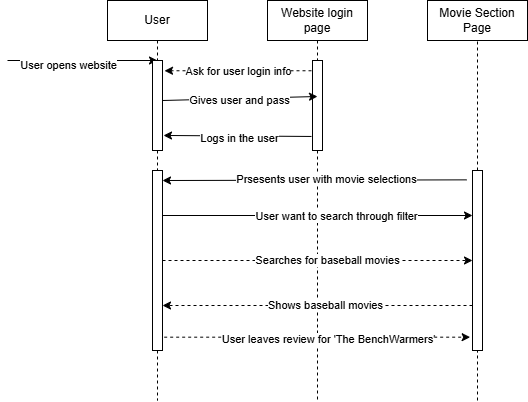 User
Website login
page
Movie Section
Page
User opens website
Ask for user login info
Gives user and pass
Logs in the user
Prsesents user with movie selections
User want to search through filter
Searches for baseball movies
Shows baseball movies
User leaves review for 'The BenchWarmers'